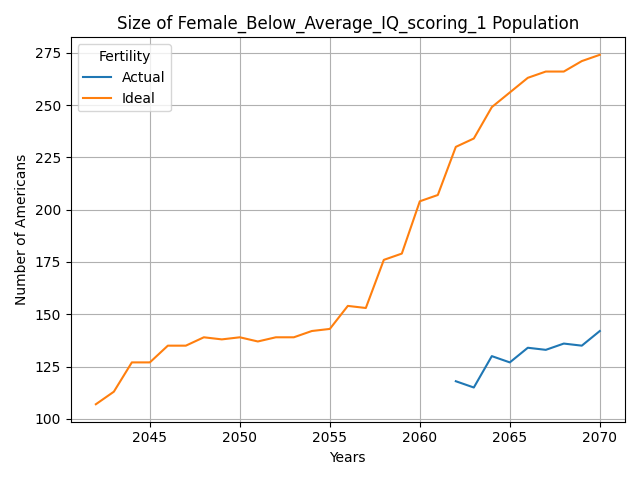 Size of Female_Below_Average_IQ_scoring_1 Population
Fertility
Actual
Ideal
Number of Americans
275
250
225
200
175
150
125
100
2045 2050 2055 2060 2065 2070
Years